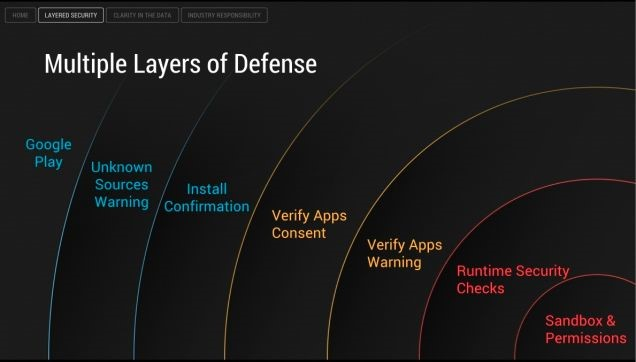 HOME
LAYERED SECURITY
CLARITY IN THE DATA
INDUSTRY RESPONSIBILITY
Multiple Layers of Defense
Google
Play
Unknown
Sources
Warning
Install
Confirmation
Verify Apps
Consent
Verify Apps
Warning
Runtime Security
Checks
Sandbox &
Permissions